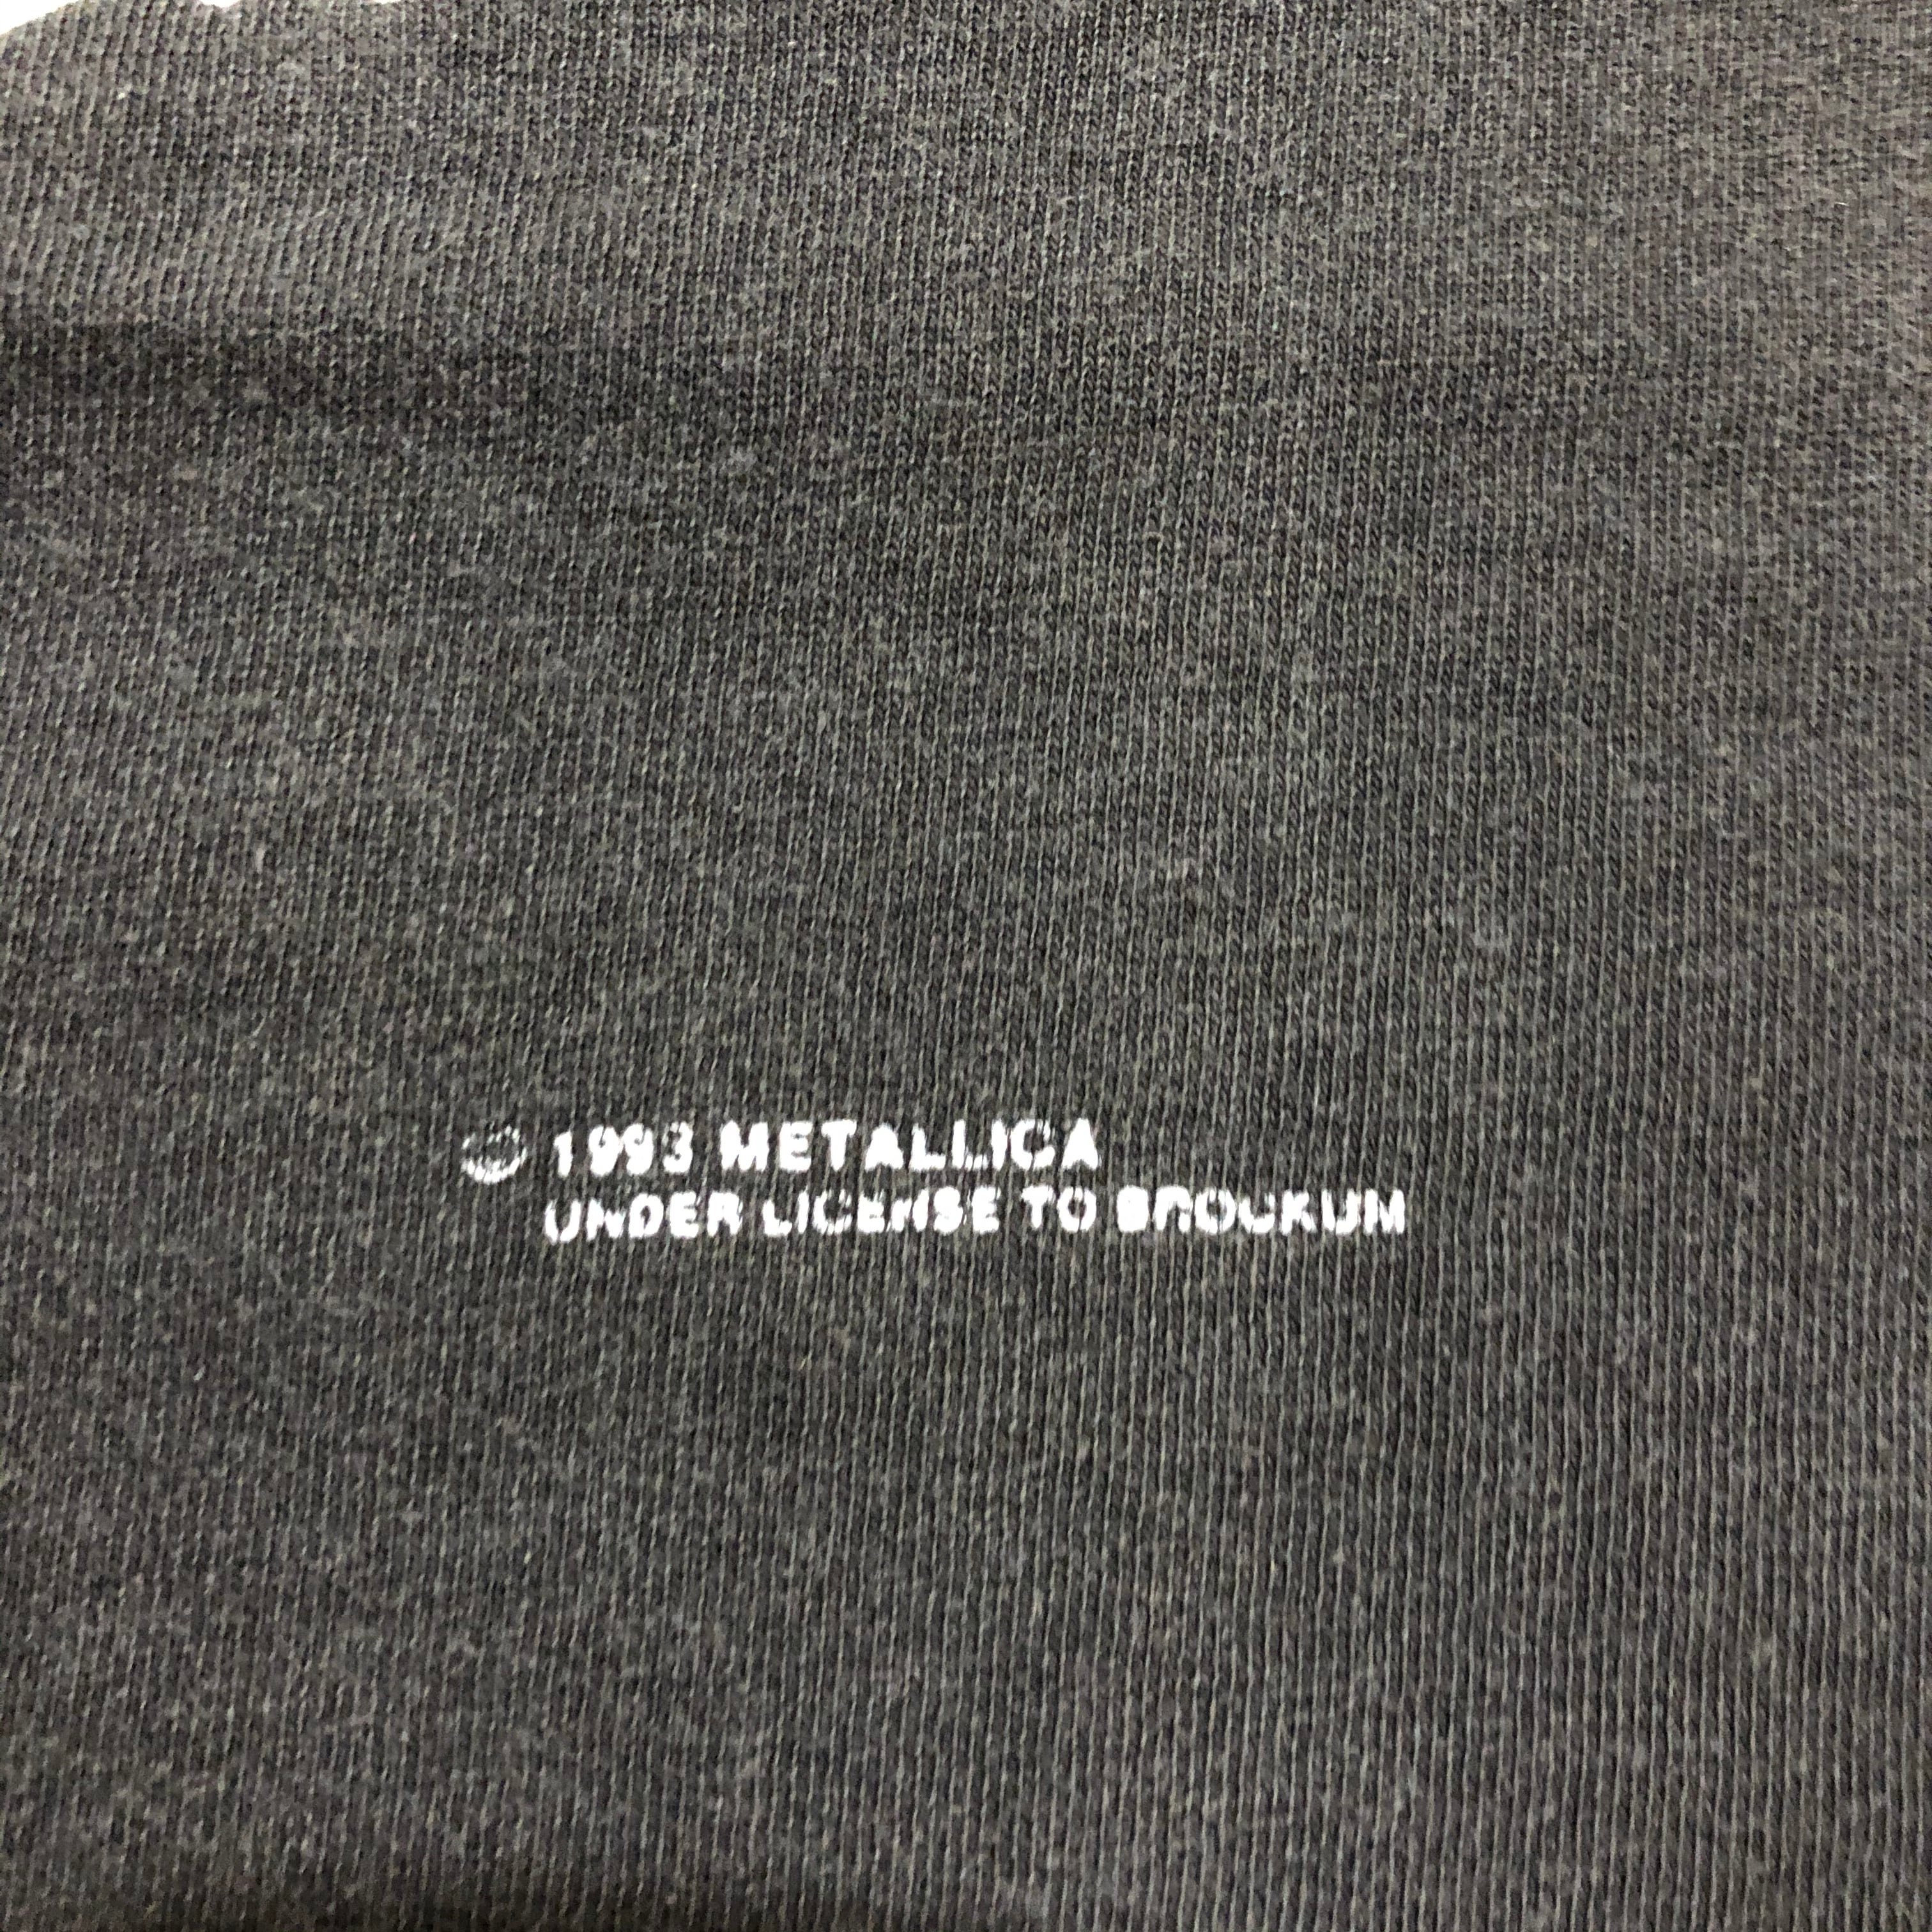 © 1993 METALLICA
UNDER LICENSE TO BROCKUM